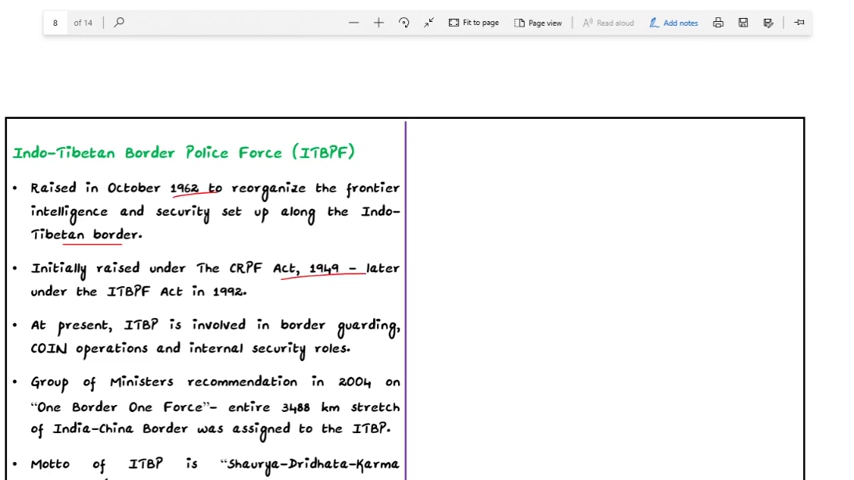 8 of 14 Fit to page Page view Read aloud Add notes
Indo-Tibetan Border Police Force (ITBPF)
• Raised in October 1962 to reorganize the frontier
intelligence and security set up along the Indo-
Tibetan border.
• Initially raised under The CRPF Act, 1949 – later
under the ITBPF Act in 1992.
• At present, ITBP is involved in border guarding,
COIN operations and internal security roles.
• Group of Ministers recommendation in 2004 on
“One Border One Force”– entire 3488 km stretch
of India-China Border was assigned to the ITBP.
• Motto of ITBP is “Shaurya-Dridhata-Karma